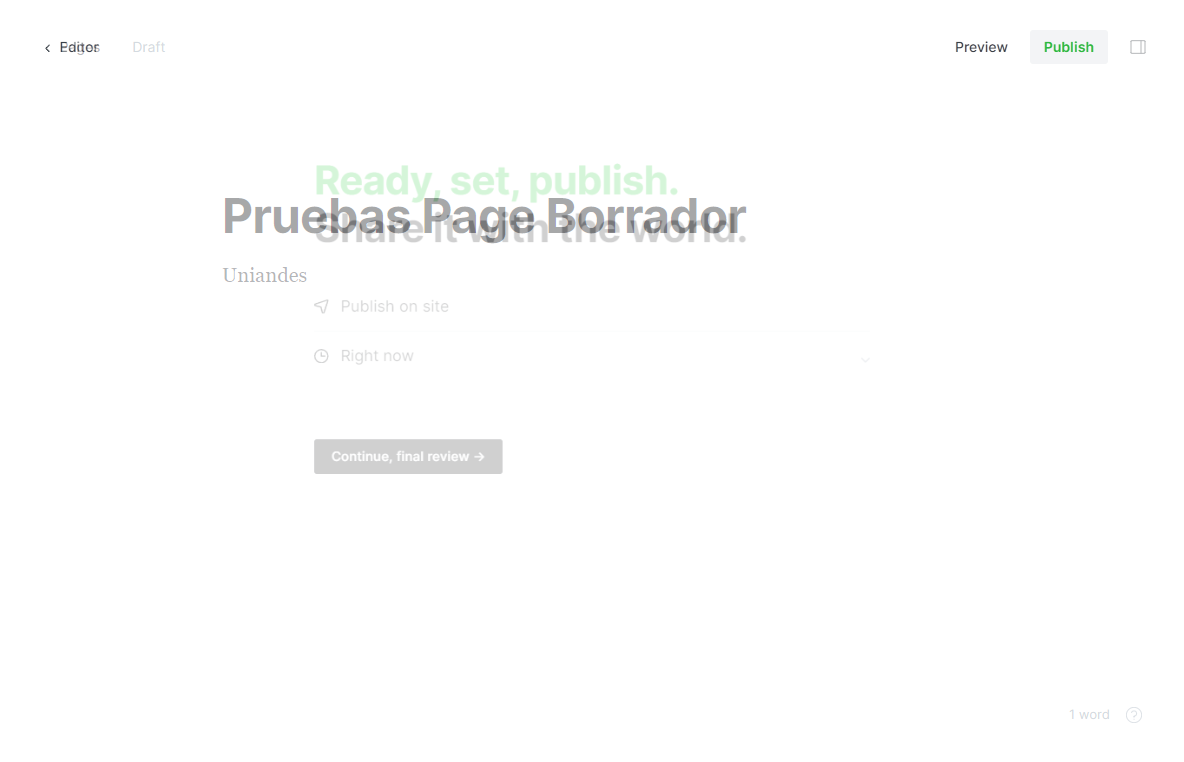 Editor
Pages
Draft
Preview
Publish
Ready, set, publish.
Pruebas Page Borrador
Share it with the world.
Uniandes
Publish on site
Right now
Continue, final review →
1 word